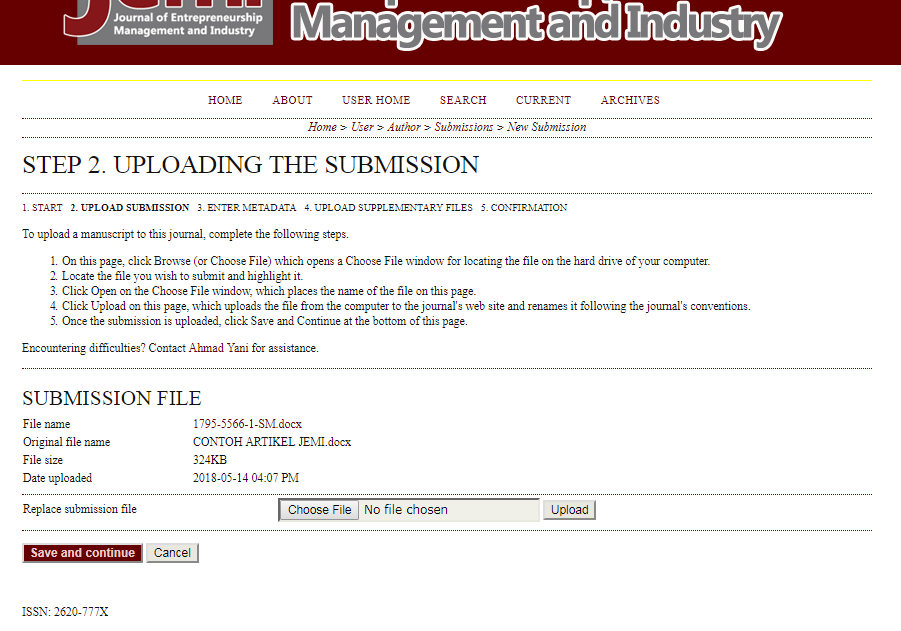 Journal of Entrepreneurship
Management and Industry
Management and Industry
HOME ABOUT USER HOME SEARCH CURRENT ARCHIVES
Home > User > Author > Submissions > New Submission
STEP 2. UPLOADING THE SUBMISSION
1. START 2. UPLOAD SUBMISSION 3. ENTER METADATA 4. UPLOAD SUPPLEMENTARY FILES 5. CONFIRMATION
To upload a manuscript to this journal, complete the following steps.
1. On this page, click Browse (or Choose File) which opens a Choose File window for locating the file on the hard drive of your computer.
2. Locate the file you wish to submit and highlight it.
3. Click Open on the Choose File window, which places the name of the file on this page.
4. Click Upload on this page, which uploads the file from the computer to the journal's web site and renames it following the journal's conventions.
5. Once the submission is uploaded, click Save and Continue at the bottom of this page.
Encountering difficulties? Contact Ahmad Yani for assistance.
SUBMISSION FILE
File name 1795-5566-1-SM.docx
Original file name CONTOH ARTIKEL JEMI.docx
File size 324KB
Date uploaded 2018-05-14 04:07 PM
Replace submission file Choose File No file chosen Upload
Save and continue Cancel
ISSN: 2620-777X